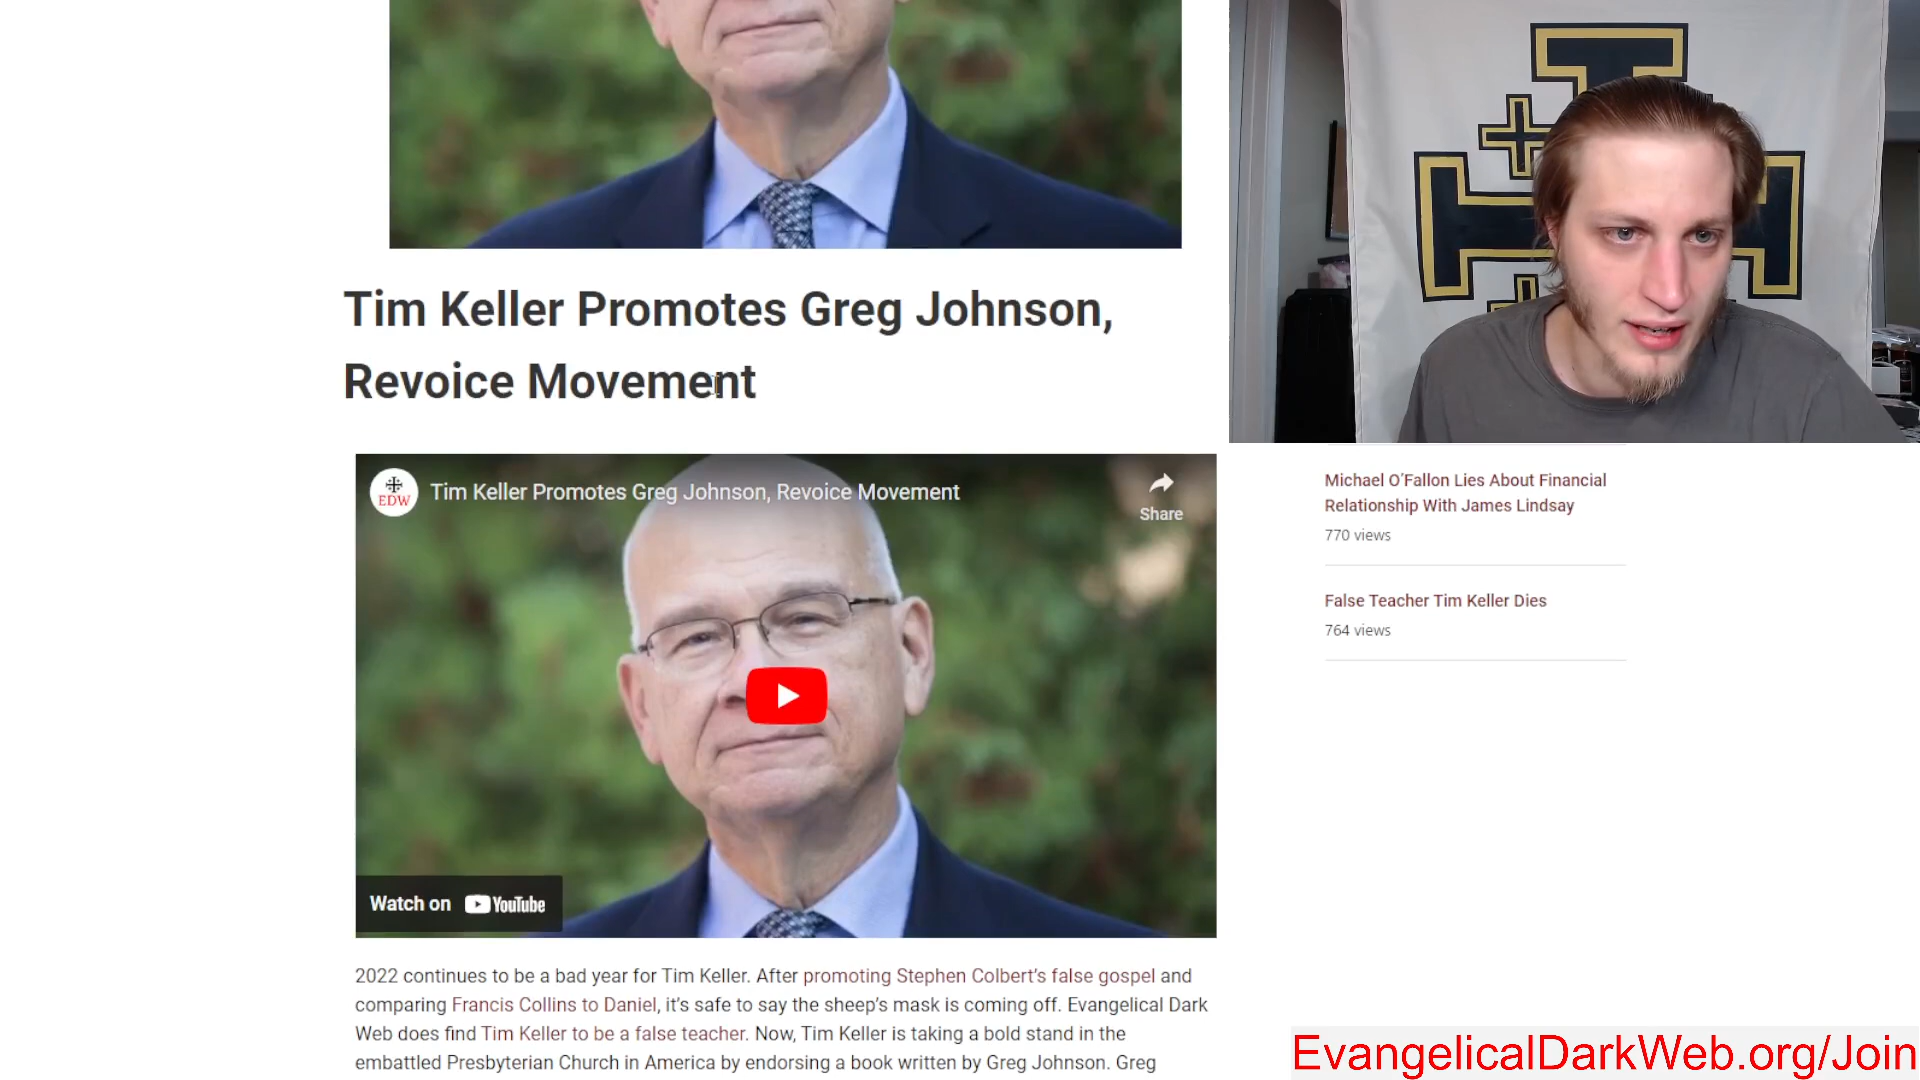 Tim Keller Promotes Greg Johnson,
Revoice Movement
EDW
Tim Keller Promotes Greg Johnson, Revoice Movement
Share
Watch on YouTube
2022 continues to be a bad year for Tim Keller. After promoting Stephen Colbert’s false gospel and
comparing Francis Collins to Daniel, it’s safe to say the sheep’s mask is coming off. Evangelical Dark
Web does find Tim Keller to be a false teacher. Now, Tim Keller is taking a bold stand in the
embattled Presbyterian Church in America by endorsing a book written by Greg Johnson. Greg
Michael O’Fallon Lies About Financial
Relationship With James Lindsay
770 views
False Teacher Tim Keller Dies
764 views
EvangelicalDarkWeb.org/Join